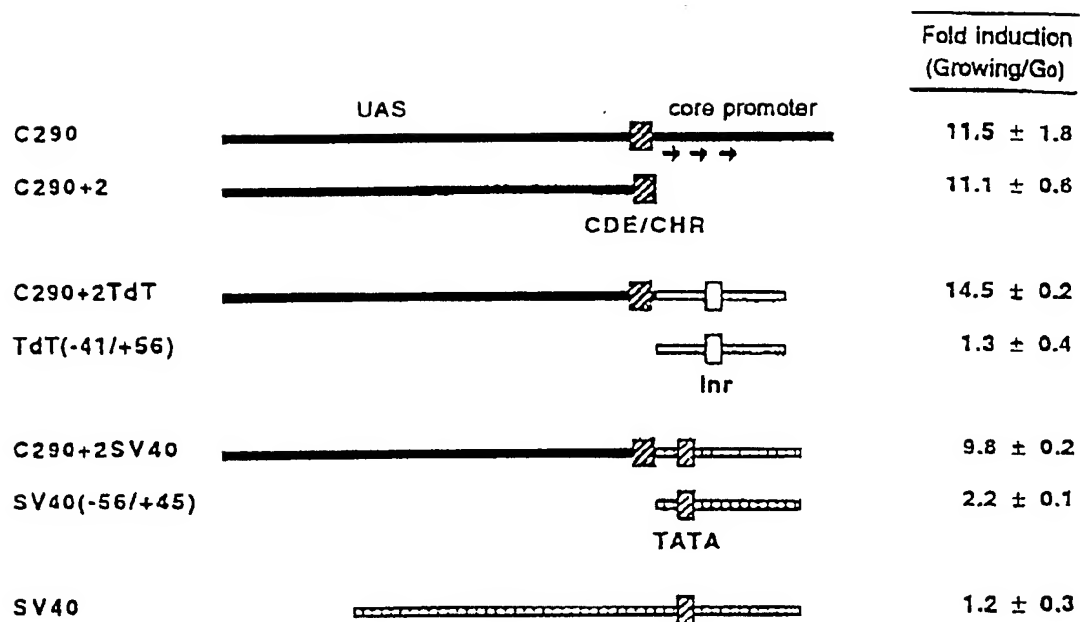 Fold induction
(Growing/Go)
UAS core promoter
C290 11.5 ± 1.8
C290+2 11.1 ± 0.6
CDE/CHR
C290+2TdT 14.5 ± 0.2
TdT(-41/+56) 1.3 ± 0.4
Inr
C290+2SV40 9.8 ± 0.2
SV40(-56/+45) 2.2 ± 0.1
TATA
SV40 1.2 ± 0.3